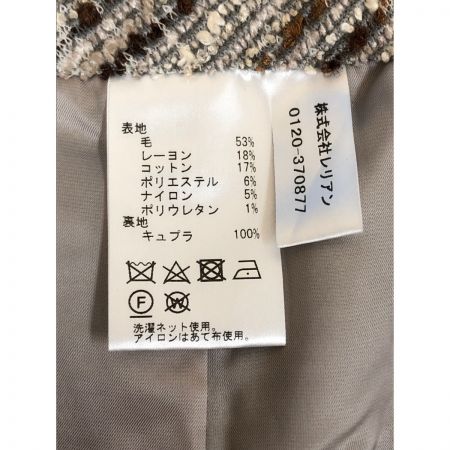 表地
毛 53%
レーヨン 18%
コットン 17%
ポリエステル 6%
ナイロン 5%
ポリウレタン 1%
裏地
キュプラ 100%
F
W
洗濯ネット使用。
アイロンはあて布使用。
株式会社レリアン
0120-370877